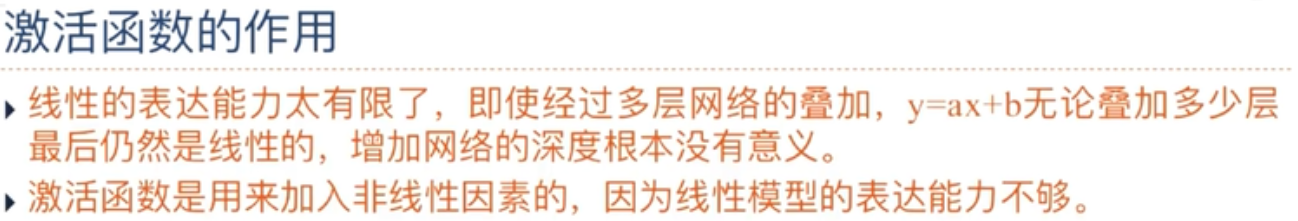 激活函数的作用
线性的表达能力太有限了，即使经过多层网络的叠加，y=ax+b无论叠加多少层
最后仍然是线性的，增加网络的深度根本没有意义。
激活函数是用来加入非线性因素的，因为线性模型的表达能力不够。